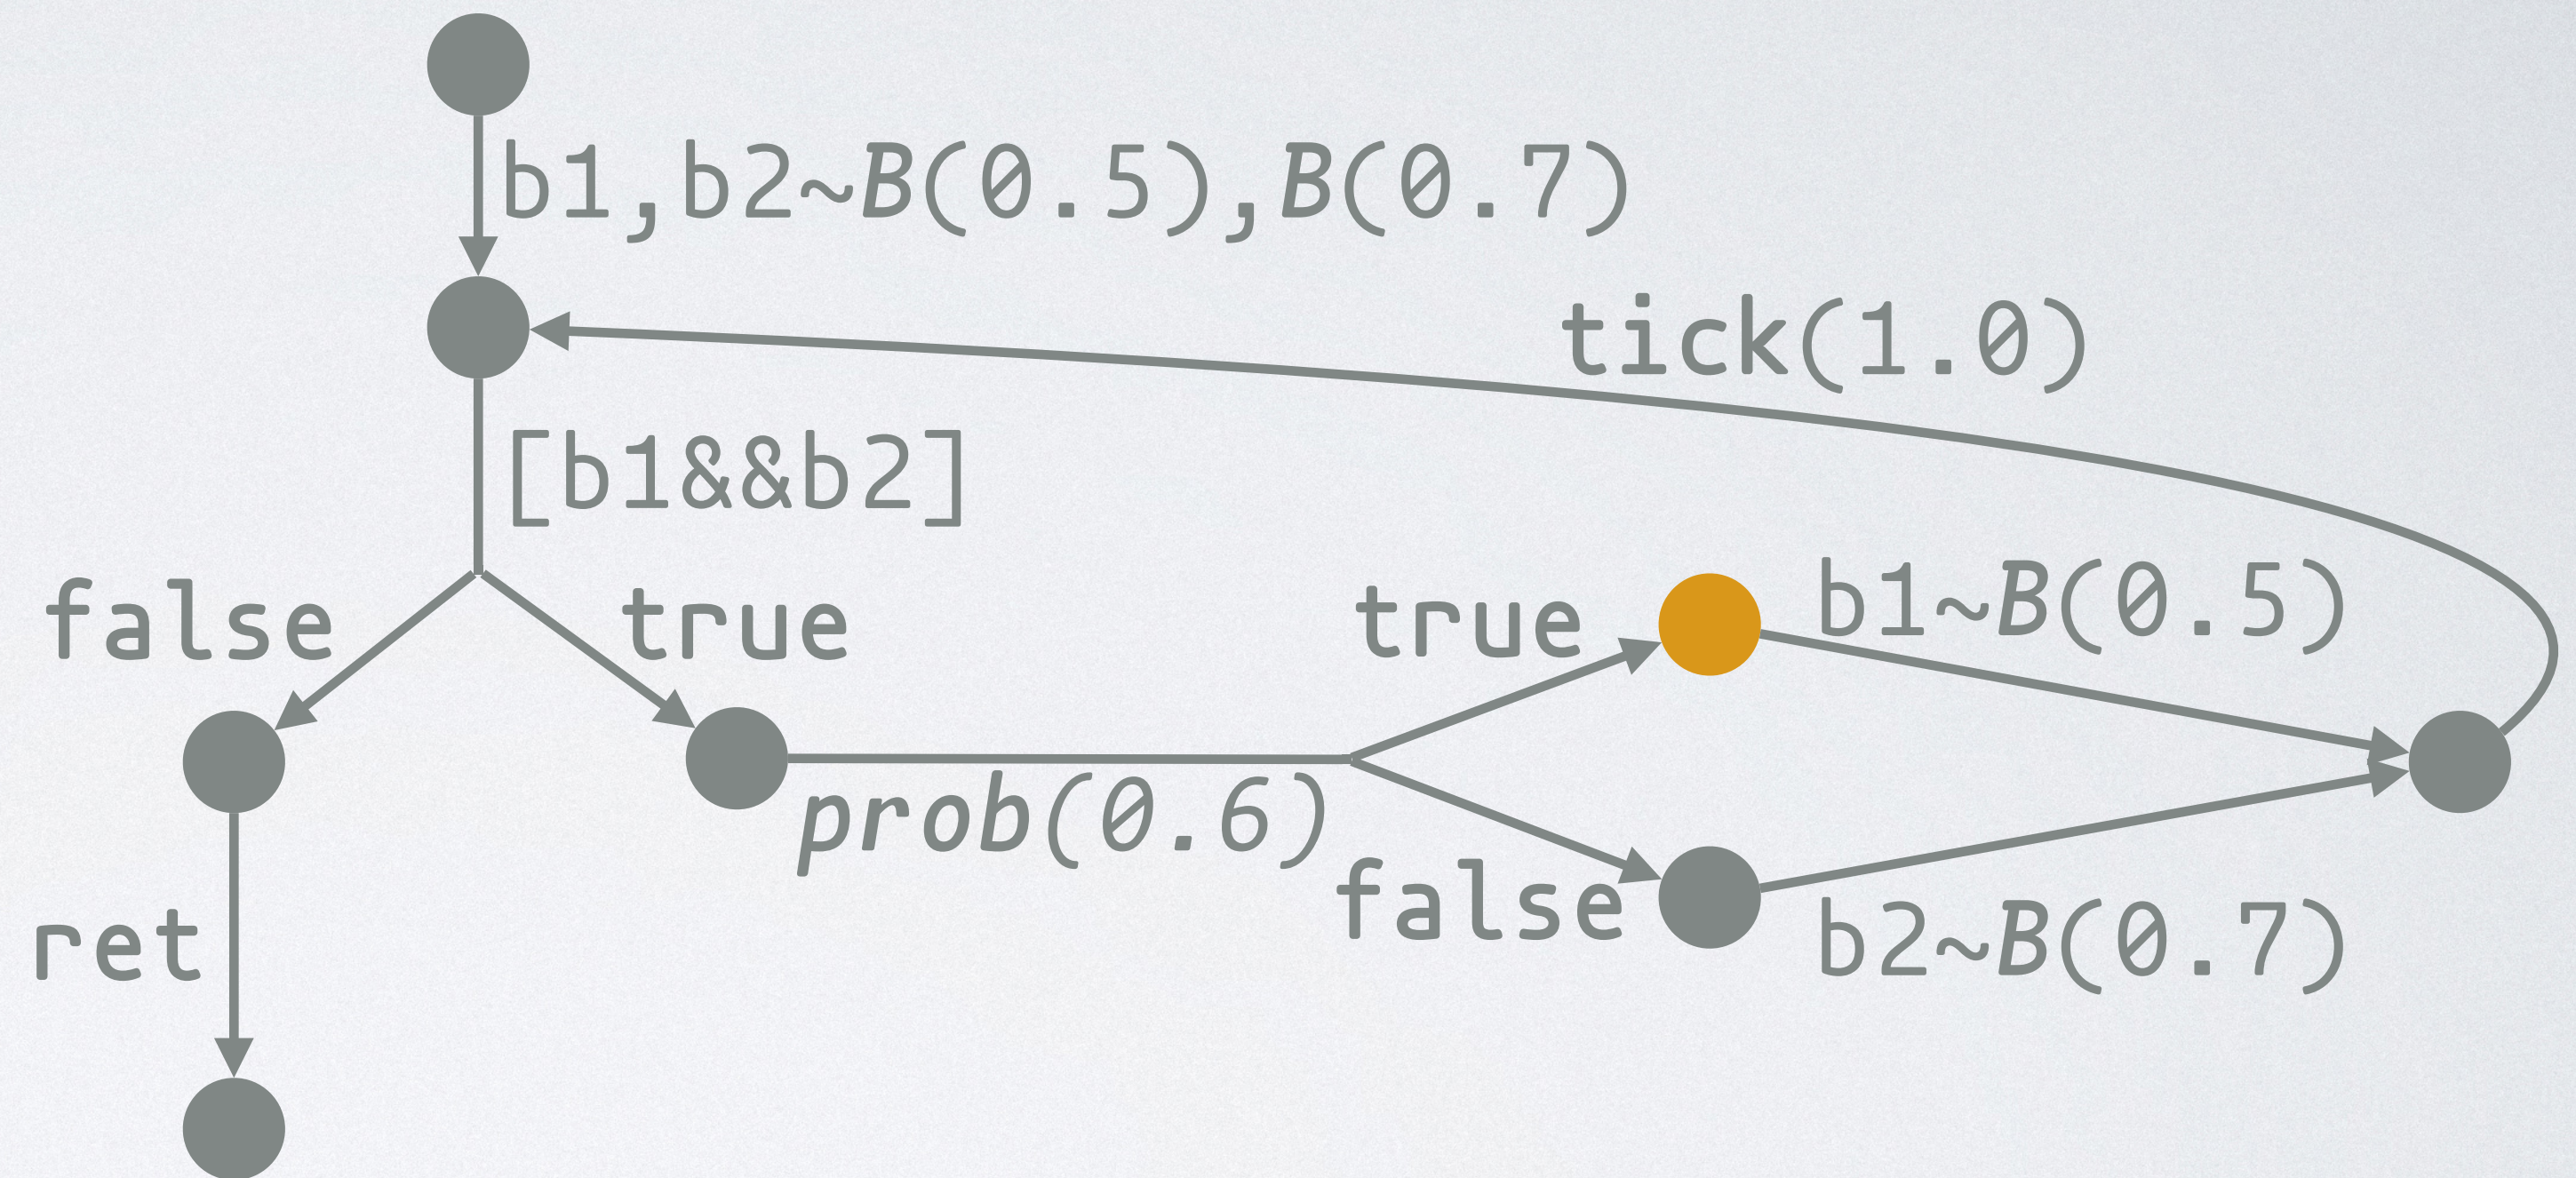 b1,b2~B(0.5),B(0.7)
tick(1.0)
[b1&&b2]
false
true
true
b1~B(0.5)
prob(0.6)
false
b2~B(0.7)
ret